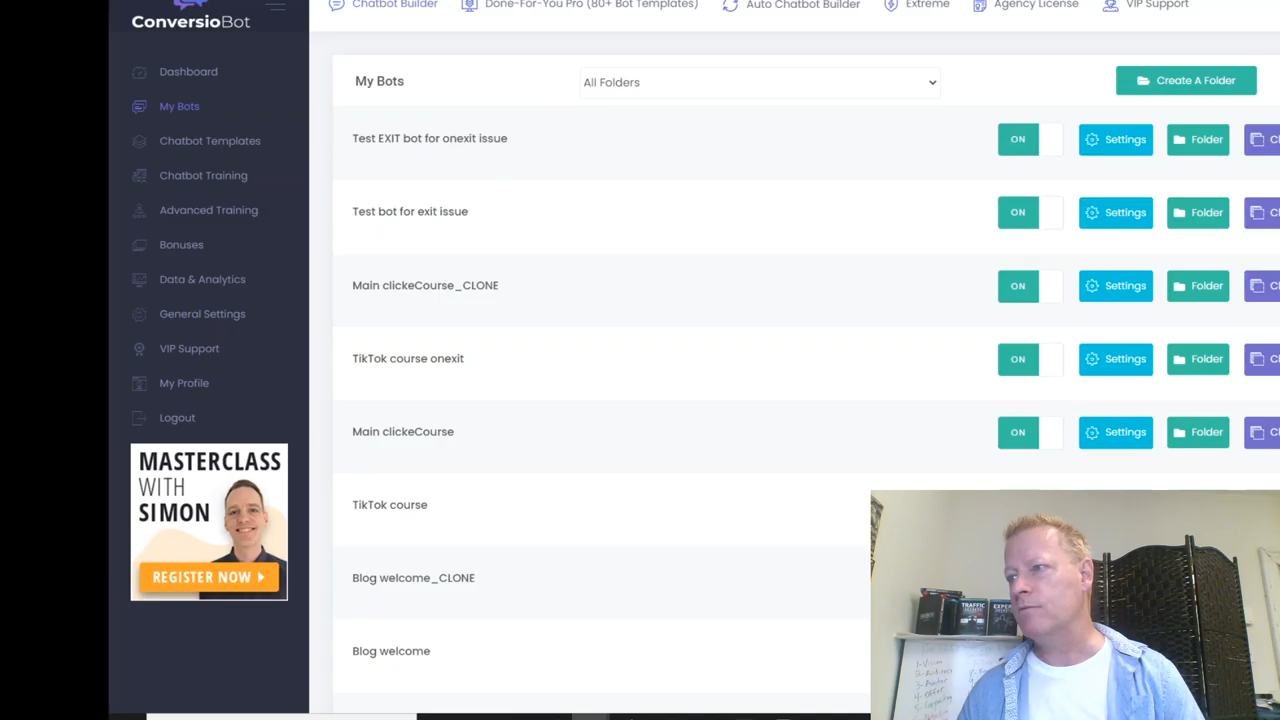 ConversioBot
Chatbot Builder
Done-For-You Pro (80+ Bot Templates)
Auto Chatbot Builder
Extreme
Agency License
VIP Support
Dashboard
My Bots
Chatbot Templates
Chatbot Training
Advanced Training
Bonuses
Data & Analytics
General Settings
VIP Support
My Profile
Logout
MASTERCLASS
WITH
SIMON
REGISTER NOW
My Bots
All Folders
Create A Folder
Test EXIT bot for onexit issue
ON
Settings
Folder
Test bot for exit issue
ON
Settings
Folder
Main clickeCourse_CLONE
ON
Settings
Folder
TikTok course onexit
ON
Settings
Folder
Main clickeCourse
ON
Settings
Folder
TikTok course
Blog welcome_CLONE
Blog welcome
TRAFFIC